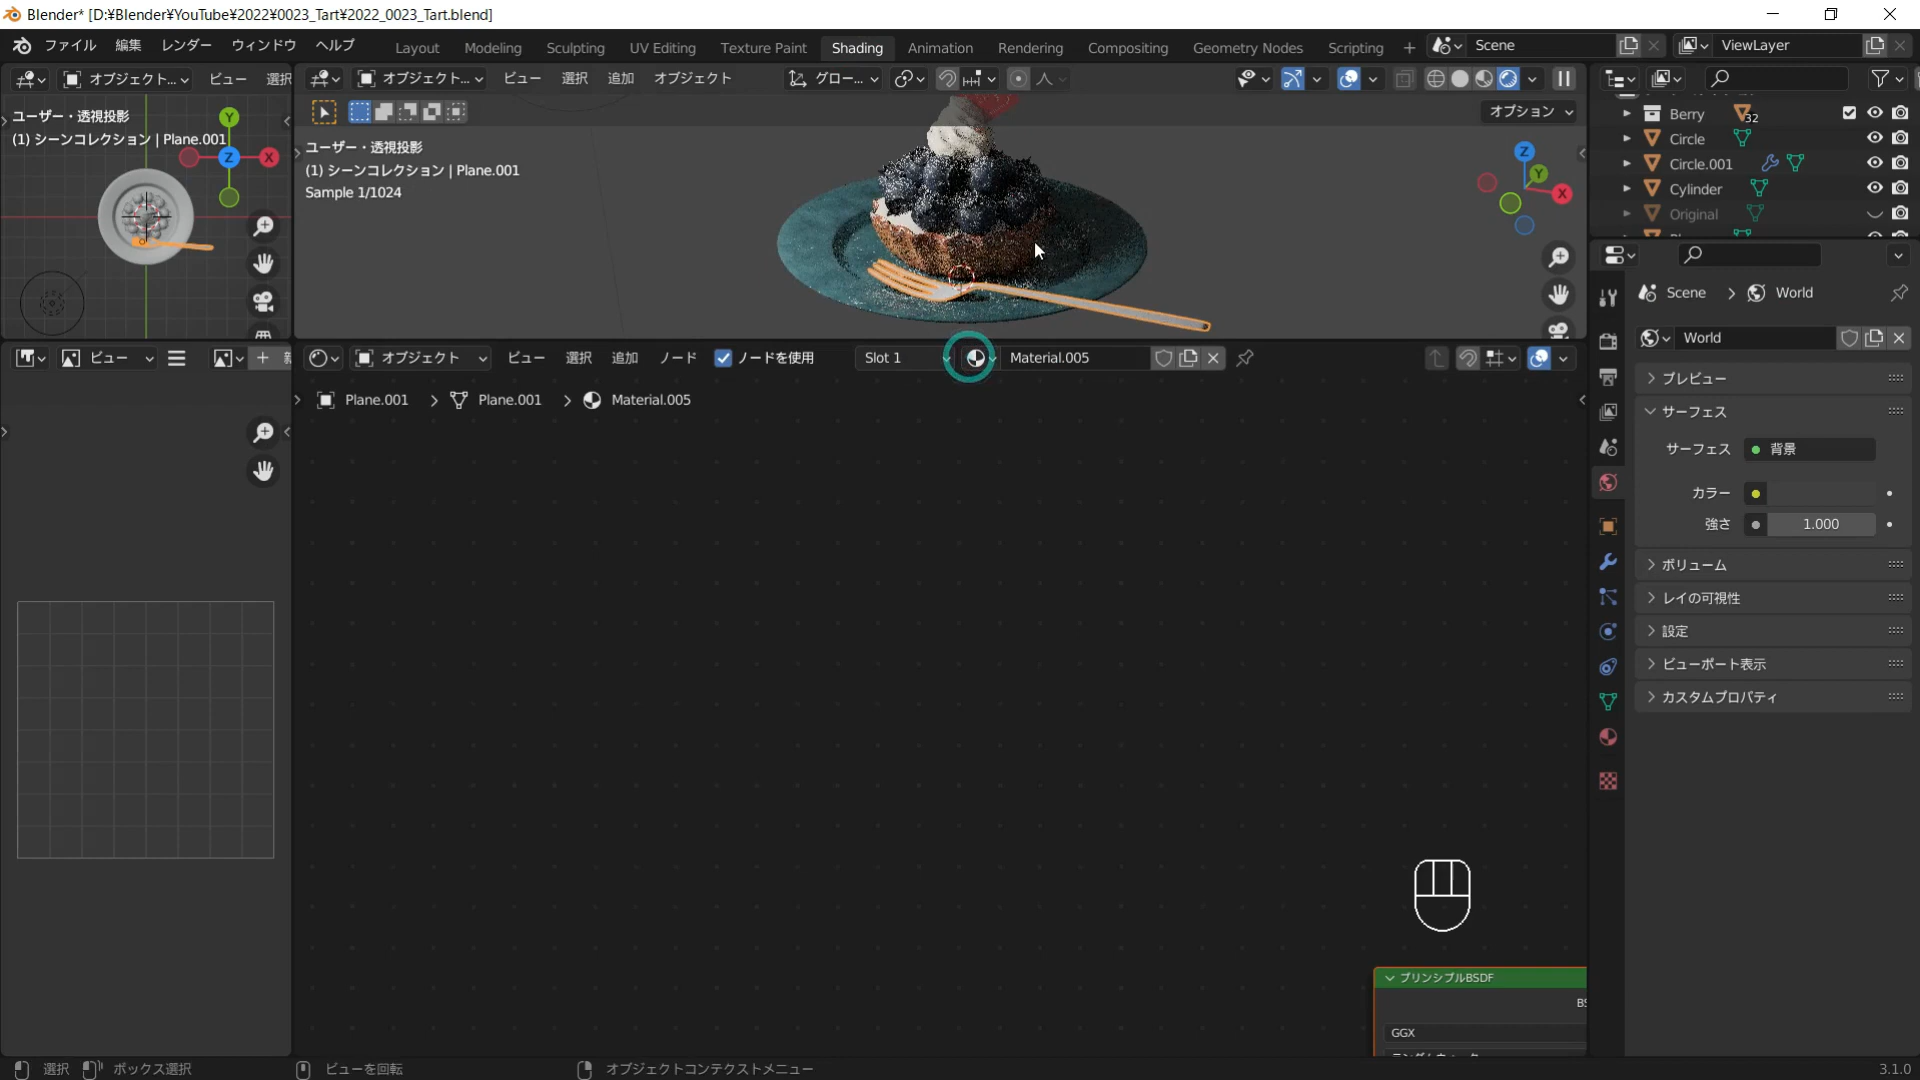 Blender* [D:¥Blender¥YouTube¥2022¥0023_Tart¥2022_0023_Tart.blend]
ファイル 編集 レンダー ウィンドウ ヘルプ Layout Modeling Sculpting UV Editing Texture Paint Shading Animation Rendering Compositing Geometry Nodes Scripting + Scene ViewLayer
オブジェクト... ビュー 選択
オブジェクト... ビュー 選択 追加 オブジェクト グロー...
オプション
ユーザー・透視投影
(1) シーンコレクション | Plane.001
Y
X
Z
ユーザー・透視投影
(1) シーンコレクション | Plane.001
Sample 1/1024
Z
Y
X
Berry 32
Circle
Circle.001
Cylinder
Original
Scene > World
World
プレビュー
サーフェス
サーフェス 背景
カラー
強さ 1.000
ボリューム
レイの可視性
設定
ビューポート表示
カスタムプロパティ
ビュー +
オブジェクト ビュー 選択 追加 ノード ノードを使用 Slot 1 Material.005
Plane.001 > Plane.001 > Material.005
プリンシプルBSDF
GGX
選択 ボックス選択 ビューを回転 オブジェクトコンテクストメニュー 3.1.0